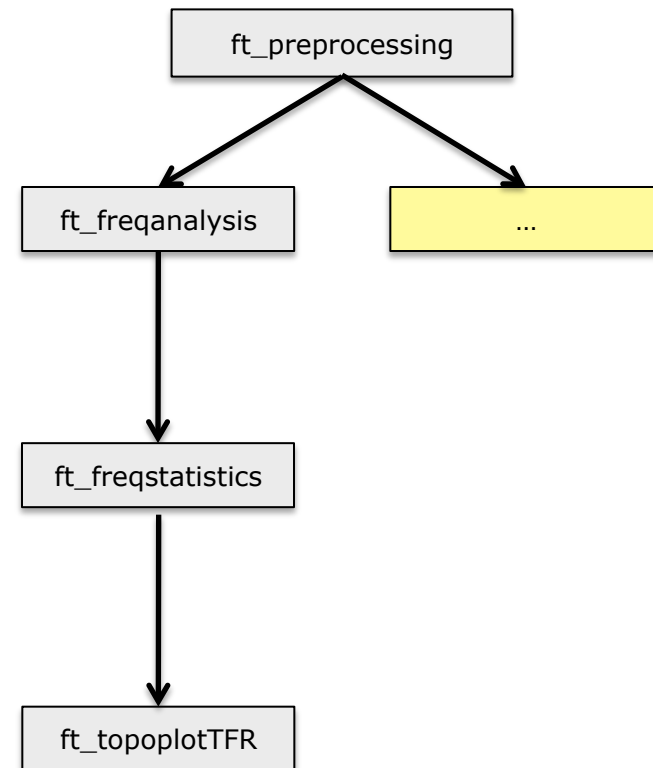 ft_preprocessing
ft_freqanalysis
…
ft_freqstatistics
ft_topoplotTFR